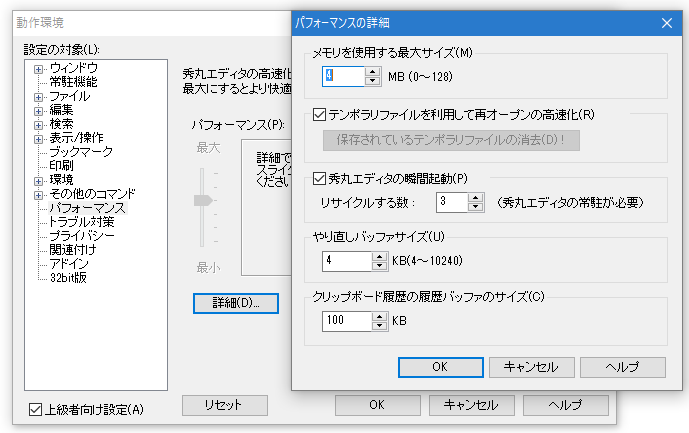 動作環境
設定の対象(L):
ウィンドウ
常駐機能
ファイル
編集
検索
表示/操作
ブックマーク
印刷
環境
その他のコマンド
パフォーマンス
トラブル対策
プライバシー
関連付け
アドイン
32bit版
上級者向け設定(A)
秀丸エディタの高速化
最大にするとより快適
パフォーマンス(P):
最大
最小
詳細で
スライダ
ください
詳細(D)...
リセット
OK
キャンセル
ヘルプ
パフォーマンスの詳細
メモリを使用する最大サイズ(M)
4 MB (0～128)
テンポラリファイルを利用して再オープンの高速化(R)
保存されているテンポラリファイルの消去(D)!
秀丸エディタの瞬間起動(P)
リサイクルする数: 3 (秀丸エディタの常駐が必要)
やり直しバッファサイズ(U)
4 KB(4～10240)
クリップボード履歴の履歴バッファのサイズ(C)
100 KB
OK
キャンセル
ヘルプ